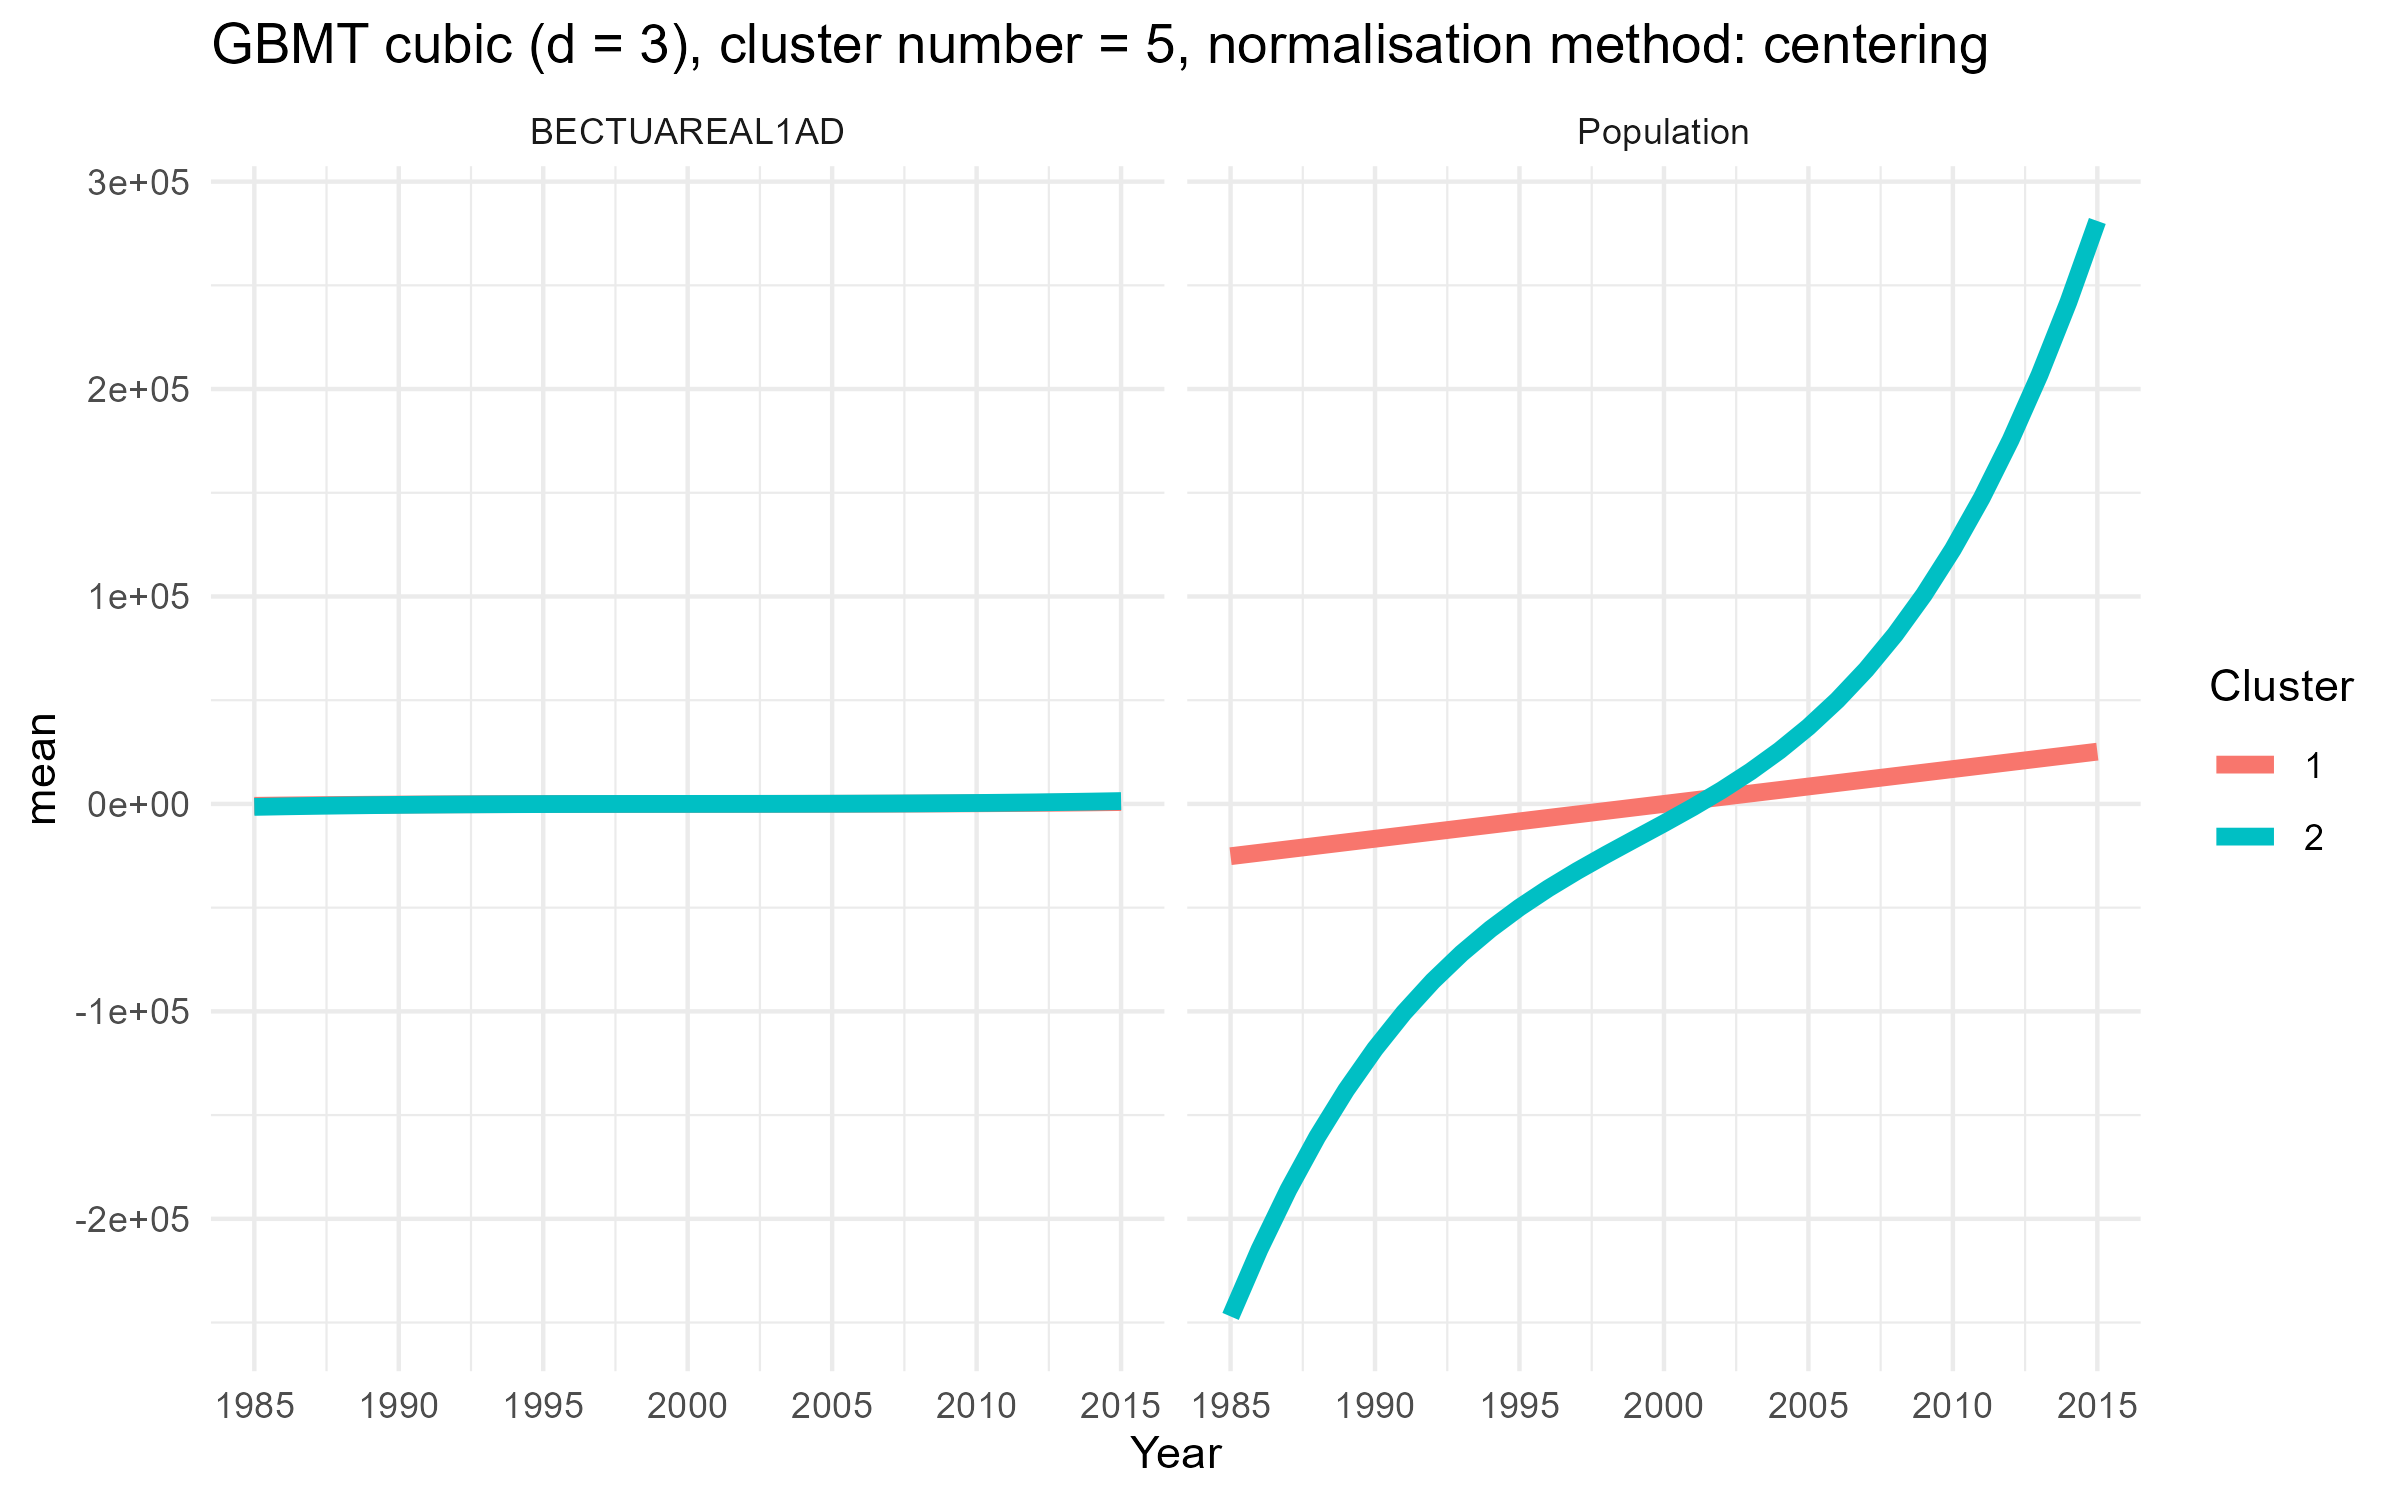 GBMT cubic (d = 3), cluster number = 5, normalisation method: centering
BECTUAREAL1AD
Population
3e+05
2e+05
1e+05
0e+00
-1e+05
-2e+05
mean
1985 1990 1995 2000 2005 2010 2015
1985 1990 1995 2000 2005 2010 2015
Year
Cluster
1
2